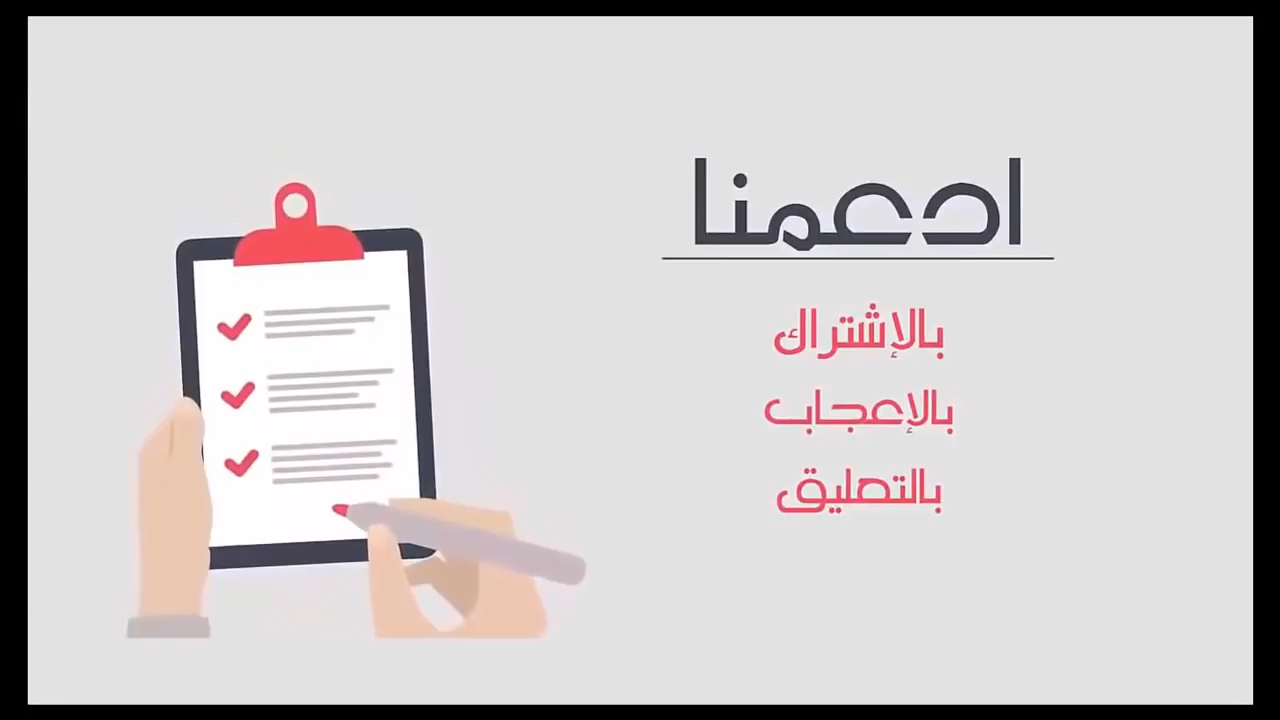 ادعمنا
بالإشتراك
بالإعجاب
بالتعليق